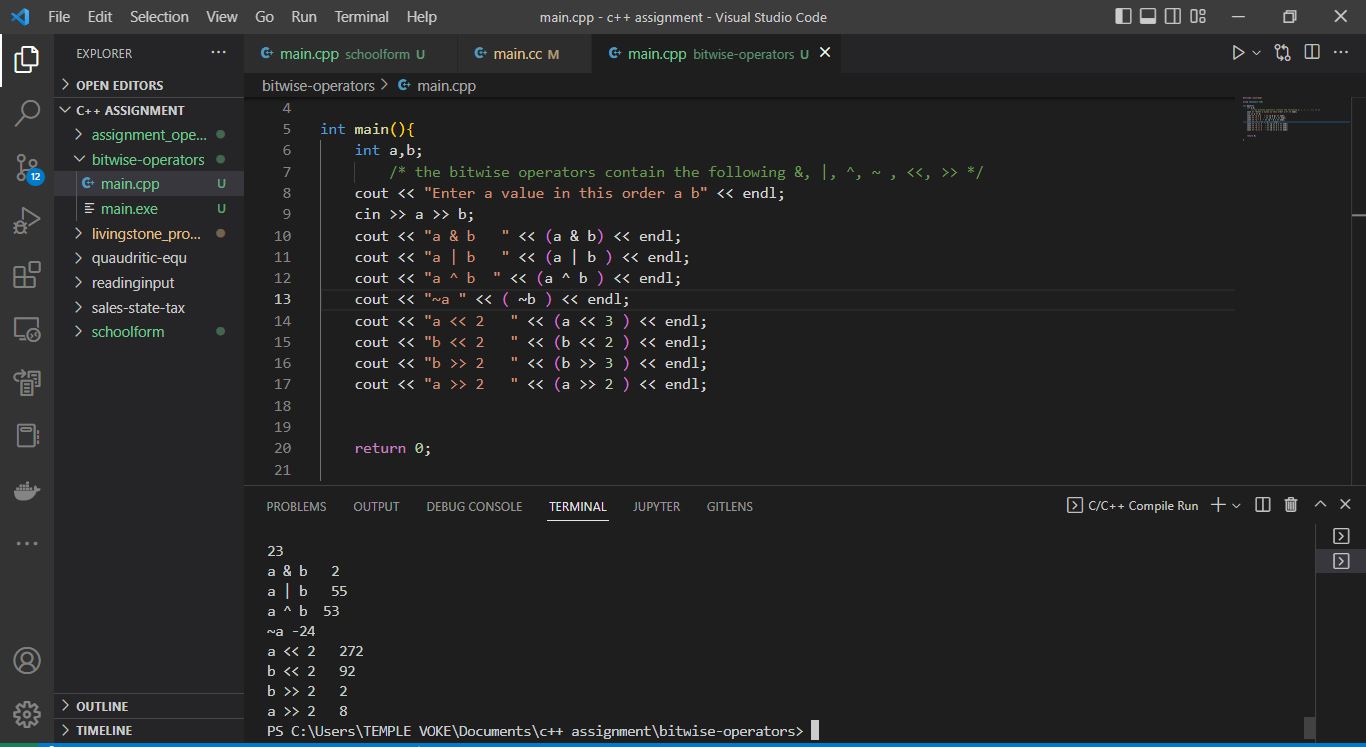 File Edit Selection View Go Run Terminal Help main.cpp - c++ assignment - Visual Studio Code
EXPLORER
main.cpp schoolform U main.cc M main.cpp bitwise-operators U
OPEN EDITORS
bitwise-operators > main.cpp
C++ ASSIGNMENT
assignment_ope...
bitwise-operators
main.cpp U
main.exe U
livingstone_pro...
quaudritic-equ
readinginput
sales-state-tax
schoolform
12
OUTLINE
TIMELINE
4
5 int main(){
6 int a,b;
7 /* the bitwise operators contain the following &, |, ^, ~ , <<, >> */
8 cout << "Enter a value in this order a b" << endl;
9 cin >> a >> b;
10 cout << "a & b   " << (a & b) << endl;
11 cout << "a | b   " << (a | b ) << endl;
12 cout << "a ^ b  " << (a ^ b ) << endl;
13 cout << "~a " << ( ~b ) << endl;
14 cout << "a << 2   " << (a << 3 ) << endl;
15 cout << "b << 2   " << (b << 2 ) << endl;
16 cout << "b >> 2   " << (b >> 3 ) << endl;
17 cout << "a >> 2   " << (a >> 2 ) << endl;
18
19
20 return 0;
21
PROBLEMS OUTPUT DEBUG CONSOLE TERMINAL JUPYTER GITLENS C/C++ Compile Run
23
a & b   2
a | b   55
a ^ b  53
~a -24
a << 2   272
b << 2   92
b >> 2   2
a >> 2   8
PS C:\Users\TEMPLE VOKE\Documents\c++ assignment\bitwise-operators>